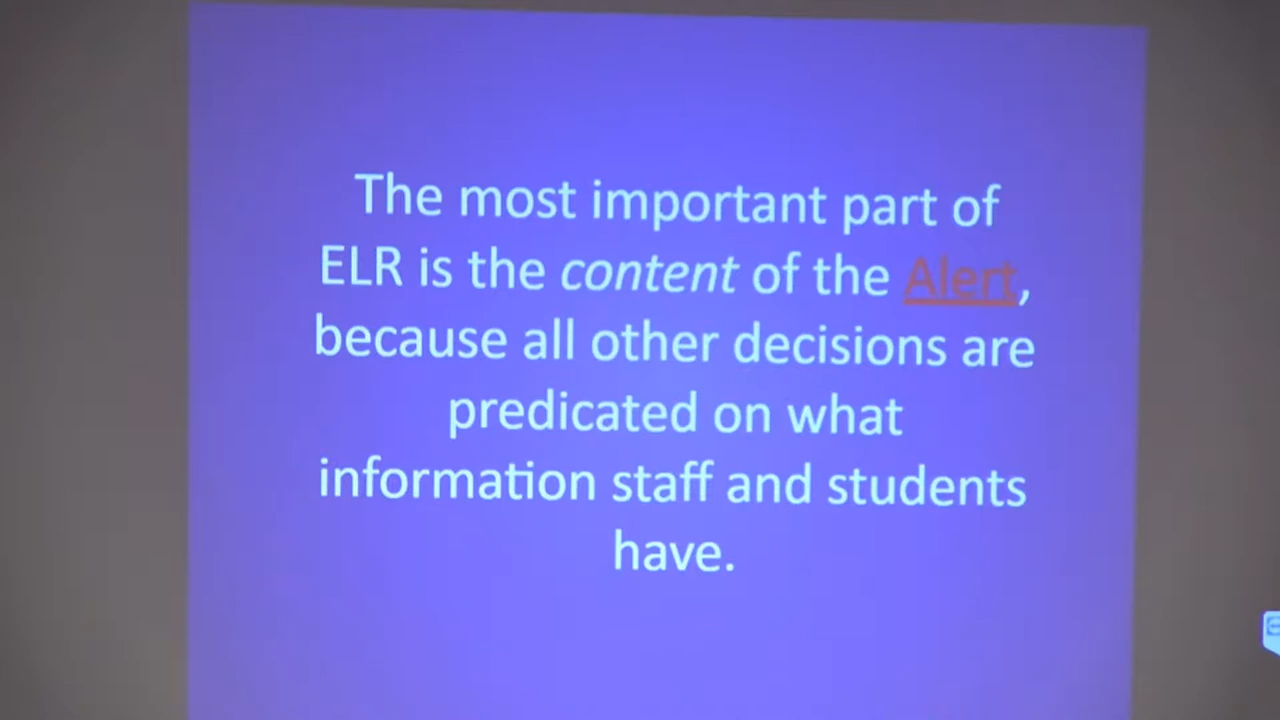 The most important part of
ELR is the content of the Alert,
because all other decisions are
predicated on what
information staff and students
have.